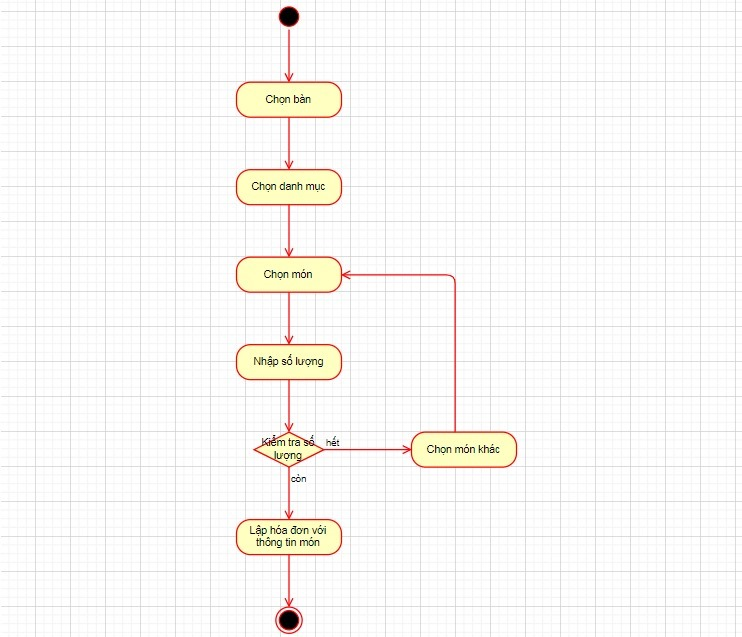 Chọn bàn
Chọn danh mục
Chọn món
Nhập số lượng
Kiểm tra số
lượng
hết
Chọn món khác
còn
Lập hóa đơn với
thông tin món